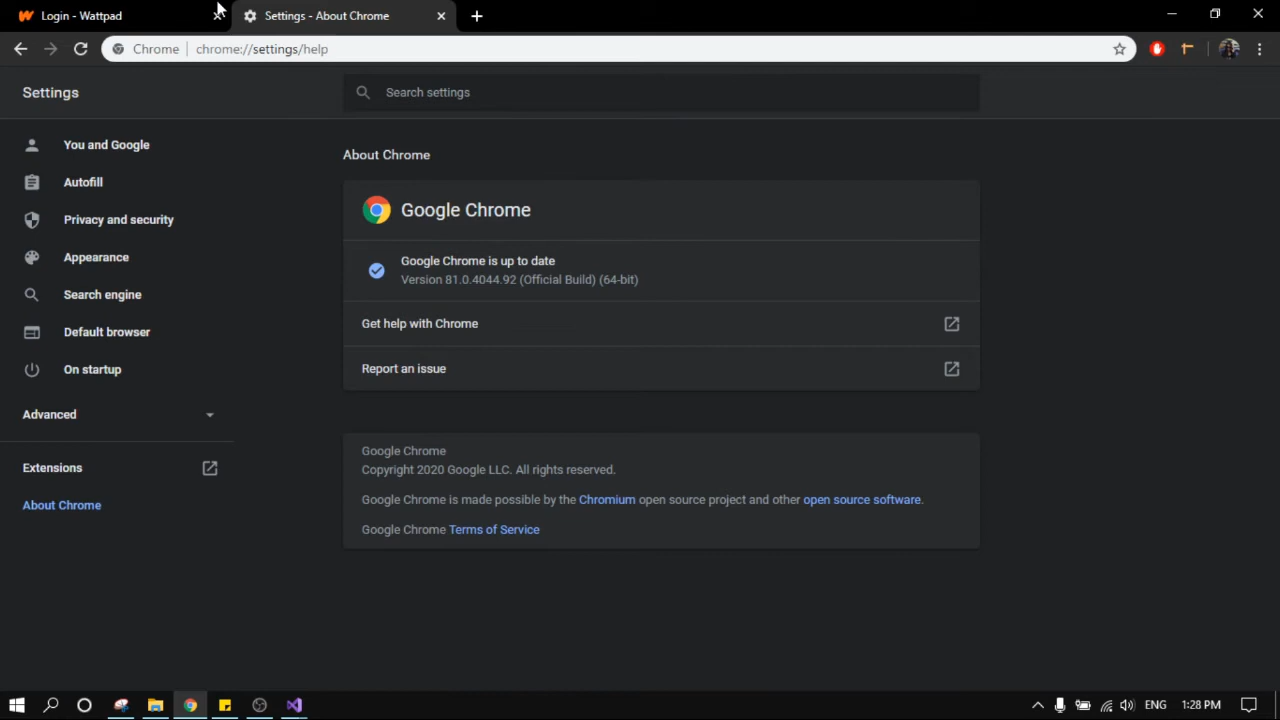 Login - Wattpad
Settings - About Chrome
Chrome
chrome://settings/help
Settings
Search settings
You and Google
Autofill
Privacy and security
Appearance
Search engine
Default browser
On startup
Advanced
Extensions
About Chrome
About Chrome
Google Chrome
Google Chrome is up to date
Version 81.0.4044.92 (Official Build) (64-bit)
Get help with Chrome
Report an issue
Google Chrome
Copyright 2020 Google LLC. All rights reserved.
Google Chrome is made possible by the Chromium open source project and other open source software.
Google Chrome Terms of Service
ENG
1:28 PM